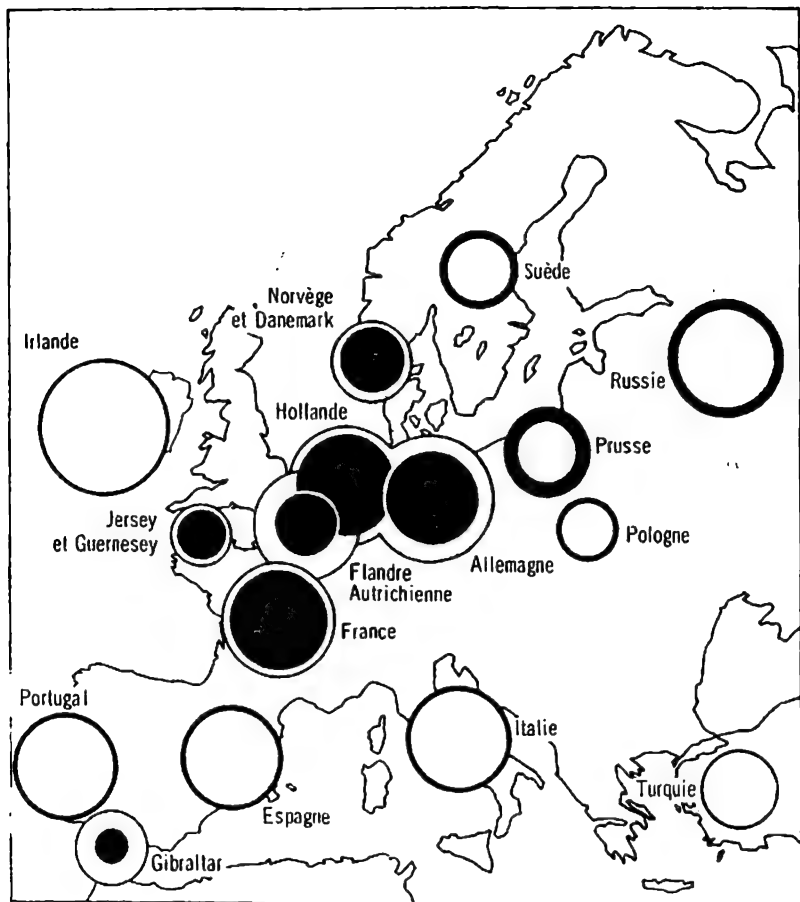 Suède
Norvège
et Danemark
Irlande
Russie
Hollande
Prusse
Jersey
et Guernesey
Pologne
Allemagne
Flandre
Autrichienne
France
Portugal
Italie
Turquie
Espagne
Gibraltar